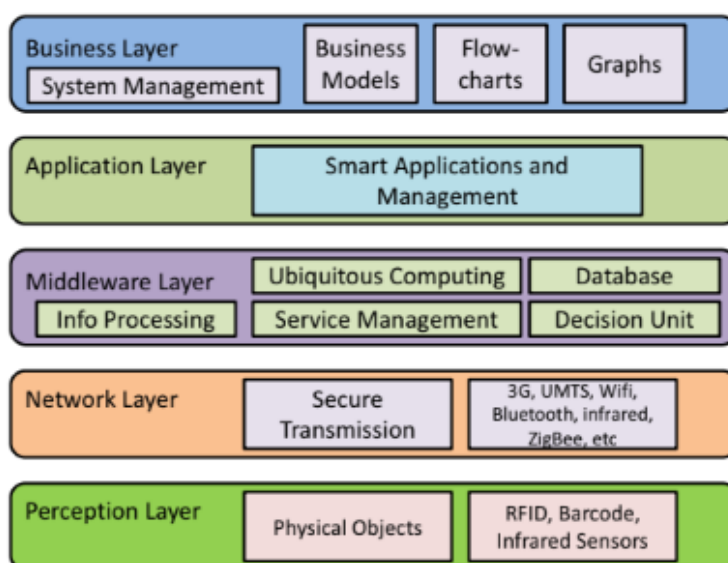 Business Layer
System Management
Business
Models
Flow-
charts
Graphs
Application Layer
Smart Applications and
Management
Middleware Layer
Ubiquitous Computing
Database
Info Processing
Service Management
Decision Unit
Network Layer
Secure
Transmission
3G, UMTS, Wifi,
Bluetooth, infrared,
ZigBee, etc
Perception Layer
Physical Objects
RFID, Barcode,
Infrared Sensors